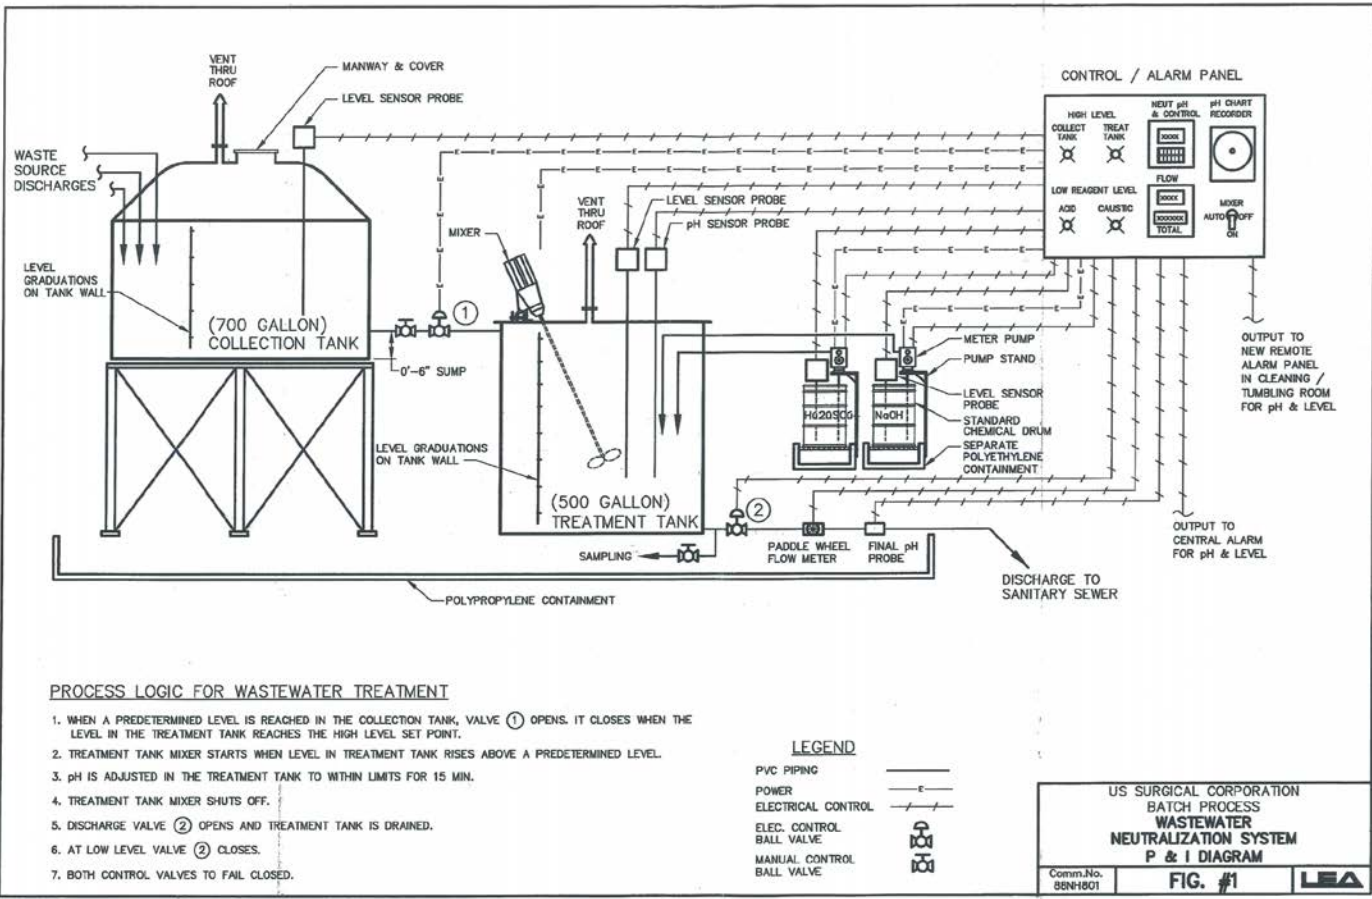 VENT
THRU
ROOF
MANWAY & COVER
LEVEL SENSOR PROBE
WASTE
SOURCE
DISCHARGES
LEVEL
GRADUATIONS
ON TANK WALL
(700 GALLON)
COLLECTION TANK
0'-6" SUMP
1
MIXER
VENT
THRU
ROOF
LEVEL SENSOR PROBE
pH SENSOR PROBE
LEVEL GRADUATIONS
ON TANK WALL
(500 GALLON)
TREATMENT TANK
SAMPLING
2
PADDLE WHEEL
FLOW METER
FINAL pH
PROBE
DISCHARGE TO
SANITARY SEWER
POLYPROPYLENE CONTAINMENT
NaOH
METER PUMP
PUMP STAND
LEVEL SENSOR
PROBE
STANDARD
CHEMICAL DRUM
SEPARATE
POLYETHYLENE
CONTAINMENT
CONTROL / ALARM PANEL
HIGH LEVEL
COLLECT
TANK
TREAT
TANK
NEUT pH
& CONTROL
XXXX
pH CHART
RECORDER
LOW REAGENT LEVEL
ACID
CAUSTIC
FLOW
XXXX
XXXXXX
TOTAL
MIXER
AUTO OFF
ON
OUTPUT TO
NEW REMOTE
ALARM PANEL
IN CLEANING /
TUMBLING ROOM
FOR pH & LEVEL
OUTPUT TO
CENTRAL ALARM
FOR pH & LEVEL
PROCESS LOGIC FOR WASTEWATER TREATMENT
1. WHEN A PREDETERMINED LEVEL IS REACHED IN THE COLLECTION TANK, VALVE 1 OPENS. IT CLOSES WHEN THE
LEVEL IN THE TREATMENT TANK REACHES THE HIGH LEVEL SET POINT.
2. TREATMENT TANK MIXER STARTS WHEN LEVEL IN TREATMENT TANK RISES ABOVE A PREDETERMINED LEVEL.
3. pH IS ADJUSTED IN THE TREATMENT TANK TO WITHIN LIMITS FOR 15 MIN.
4. TREATMENT TANK MIXER SHUTS OFF.
5. DISCHARGE VALVE 2 OPENS AND TREATMENT TANK IS DRAINED.
6. AT LOW LEVEL VALVE 2 CLOSES.
7. BOTH CONTROL VALVES TO FAIL CLOSED.
LEGEND
PVC PIPING
POWER
E
ELECTRICAL CONTROL
ELEC. CONTROL
BALL VALVE
MANUAL CONTROL
BALL VALVE
US SURGICAL CORPORATION
BATCH PROCESS
WASTEWATER
NEUTRALIZATION SYSTEM
P & I DIAGRAM
Comm.No.
88NH801
FIG. #1
LEA